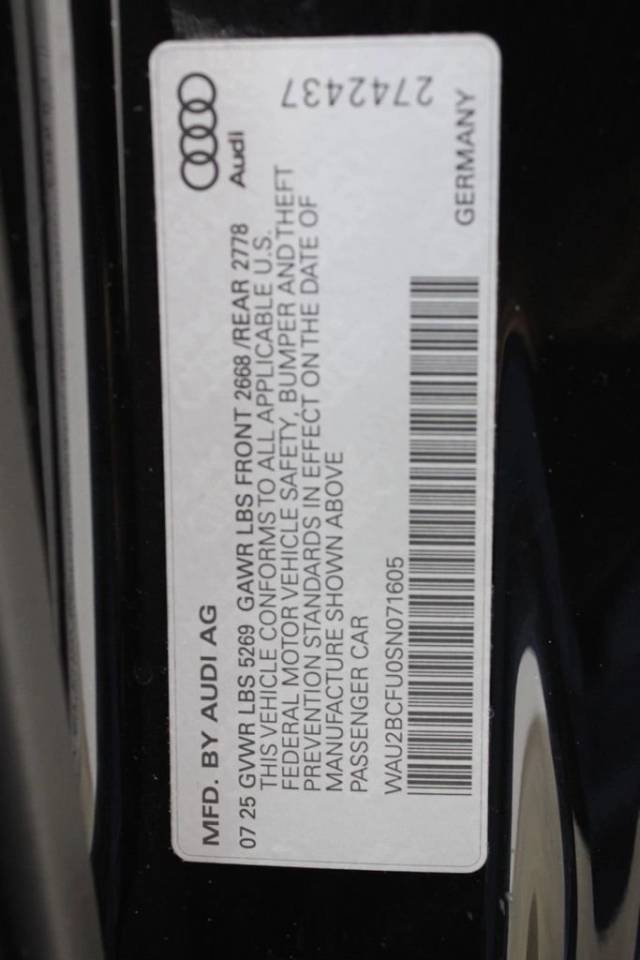 MFD. BY AUDI AG
Audi
07 25 GVWR LBS 5269 GAWR LBS FRONT 2668 /REAR 2778
THIS VEHICLE CONFORMS TO ALL APPLICABLE U.S.
FEDERAL MOTOR VEHICLE SAFETY, BUMPER AND THEFT
PREVENTION STANDARDS IN EFFECT ON THE DATE OF
MANUFACTURE SHOWN ABOVE
PASSENGER CAR
WAU2BCFU0SN071605
GERMANY
2742437